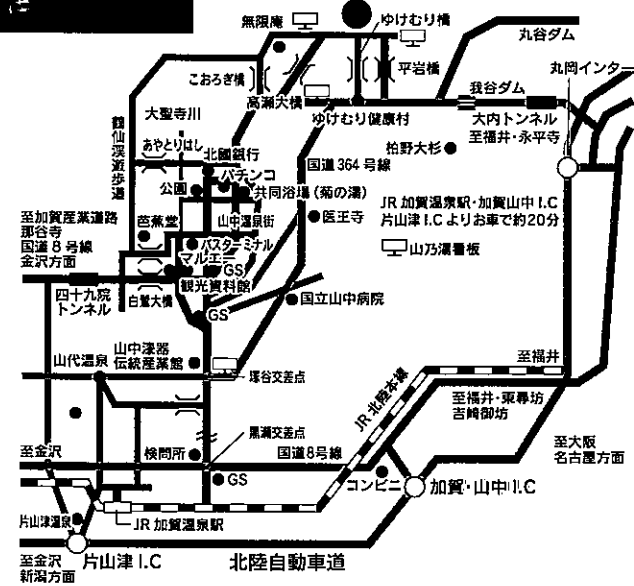 無限庵
ゆけむり橋
丸谷ダム
平岩橋
丸岡インター
こおろぎ橋
我谷ダム
高瀬大橋
大聖寺川
ゆけむり健康村
大内トンネル
至福井・永平寺
鶴仙渓遊歩道
あやとりはし
北國銀行
国道364号線
栢野大杉
パチンコ
公園
共同浴場(菊の湯)
JR加賀温泉駅・加賀山中I.C
片山津I.Cよりお車で約20分
至加賀産業道路
那谷寺
国道8号線
金沢方面
芭蕉堂
山中温泉街
医王寺
バスターミナル
山乃湯看板
マルエー
GS
観光資料館
四十九院
トンネル
白鷺大橋
国立山中病院
GS
山中漆器
伝統産業館
山代温泉
至福井
塚谷交差点
JR北陸本線
至福井・東尋坊
吉崎御坊
黒瀬交差点
至金沢
検問所
国道8号線
至大阪
名古屋方面
GS
コンビニ
加賀・山中I.C
片山津温泉
JR加賀温泉駅
至金沢
新潟方面
片山津I.C
北陸自動車道